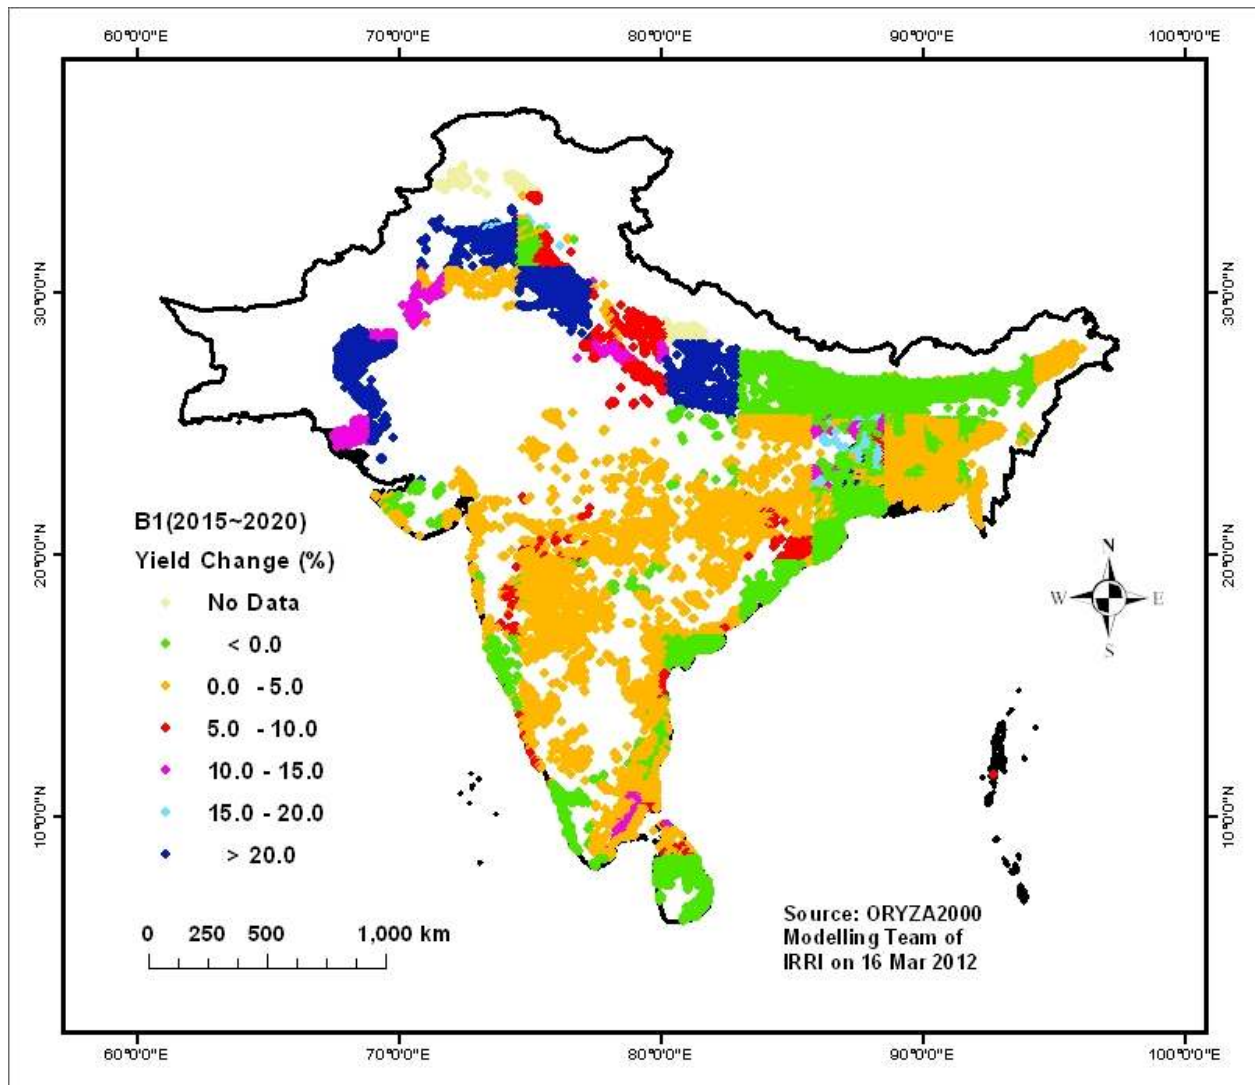 60°0'0"E 70°0'0"E 80°0'0"E 90°0'0"E 100°0'0"E
30°0'0"N 30°0'0"N
B1(2015~2020)
Yield Change (%)
No Data
< 0.0
0.0 - 5.0
5.0 - 10.0
10.0 - 15.0
15.0 - 20.0
> 20.0
20°0'0"N 20°0'0"N
N
W E
S
10°0'0"N 10°0'0"N
0 250 500 1,000 km
Source: ORYZA2000
Modelling Team of
IRRI on 16 Mar 2012
60°0'0"E 70°0'0"E 80°0'0"E 90°0'0"E 100°0'0"E